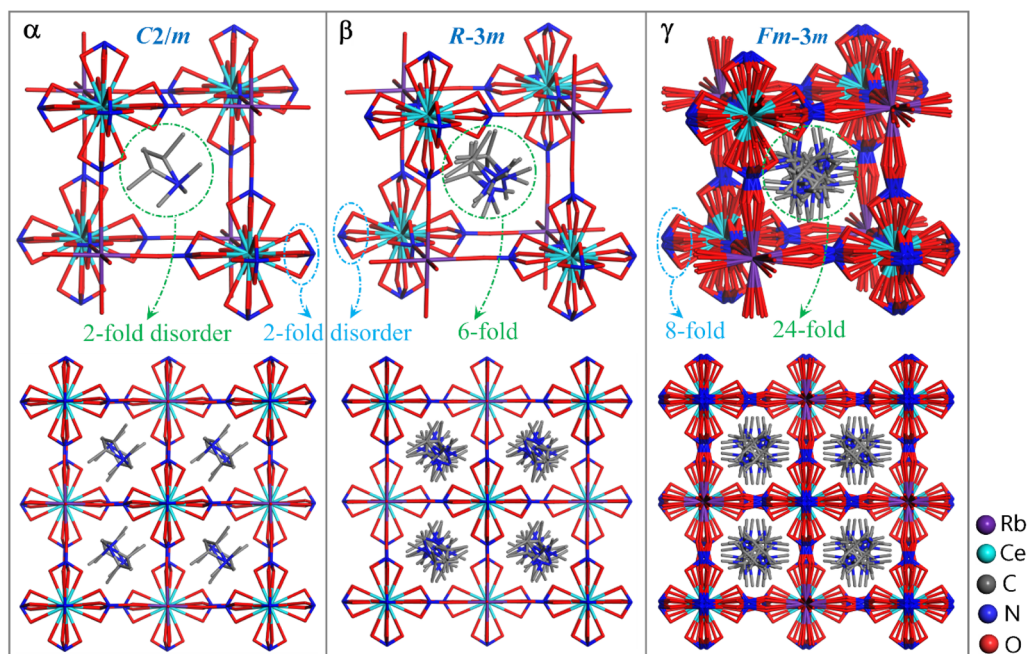 α C2/m
β R-3m
γ Fm-3m
2-fold disorder
2-fold disorder
6-fold
8-fold
24-fold
Rb
Ce
C
N
O